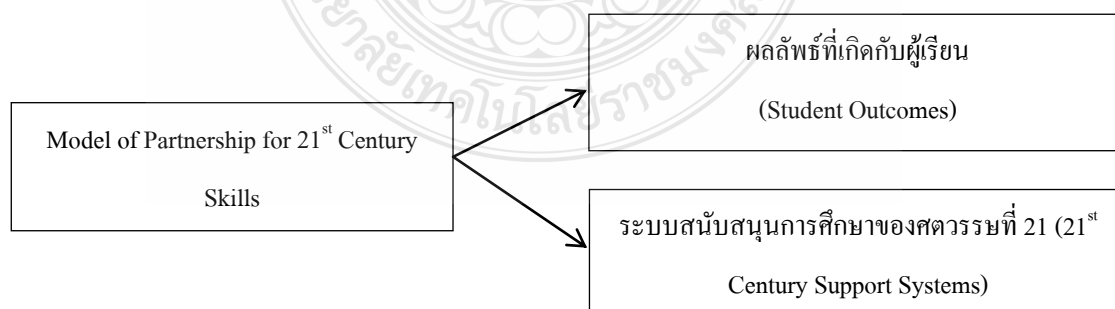 ผลลัพธ์ที่เกิดกับผู้เรียน
(Student Outcomes)
Model of Partnership for 21st Century
Skills
ระบบสนับสนุนการศึกษาของศตวรรษที่ 21 (21st
Century Support Systems)